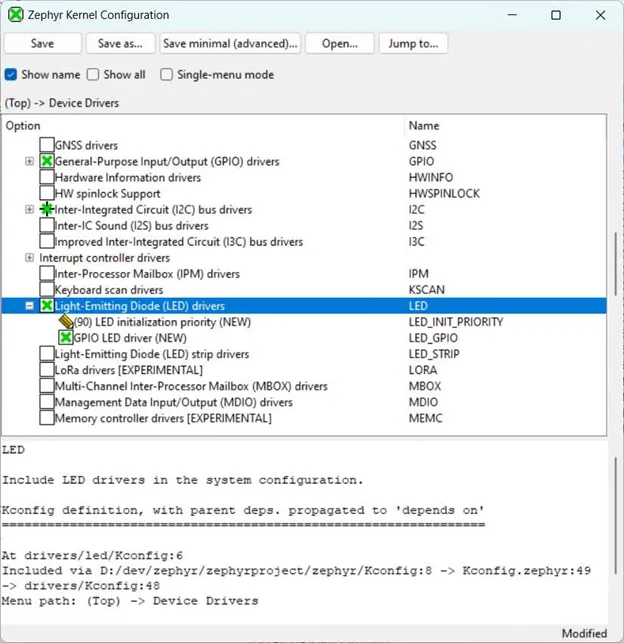 Zephyr Kernel Configuration
Save Save as... Save minimal (advanced)... Open... Jump to...
Show name Show all Single-menu mode
(Top) -> Device Drivers
Option Name
GNSS drivers GNSS
General-Purpose Input/Output (GPIO) drivers GPIO
Hardware Information drivers HWINFO
HW spinlock Support HWSPINLOCK
Inter-Integrated Circuit (I2C) bus drivers I2C
Inter-IC Sound (I2S) bus drivers I2S
Improved Inter-Integrated Circuit (I3C) bus drivers I3C
Interrupt controller drivers
Inter-Processor Mailbox (IPM) drivers IPM
Keyboard scan drivers KSCAN
Light-Emitting Diode (LED) drivers LED
(90) LED initialization priority (NEW) LED_INIT_PRIORITY
GPIO LED driver (NEW) LED_GPIO
Light-Emitting Diode (LED) strip drivers LED_STRIP
LoRa drivers [EXPERIMENTAL] LORA
Multi-Channel Inter-Processor Mailbox (MBOX) drivers MBOX
Management Data Input/Output (MDIO) drivers MDIO
Memory controller drivers [EXPERIMENTAL] MEMC
LED
Include LED drivers in the system configuration.
Kconfig definition, with parent deps. propagated to 'depends on'
================================================================
At drivers/led/Kconfig:6
Included via D:/dev/zephyr/zephyrproject/zephyr/Kconfig:8 -> Kconfig.zephyr:49
-> drivers/Kconfig:48
Menu path: (Top) -> Device Drivers
Modified